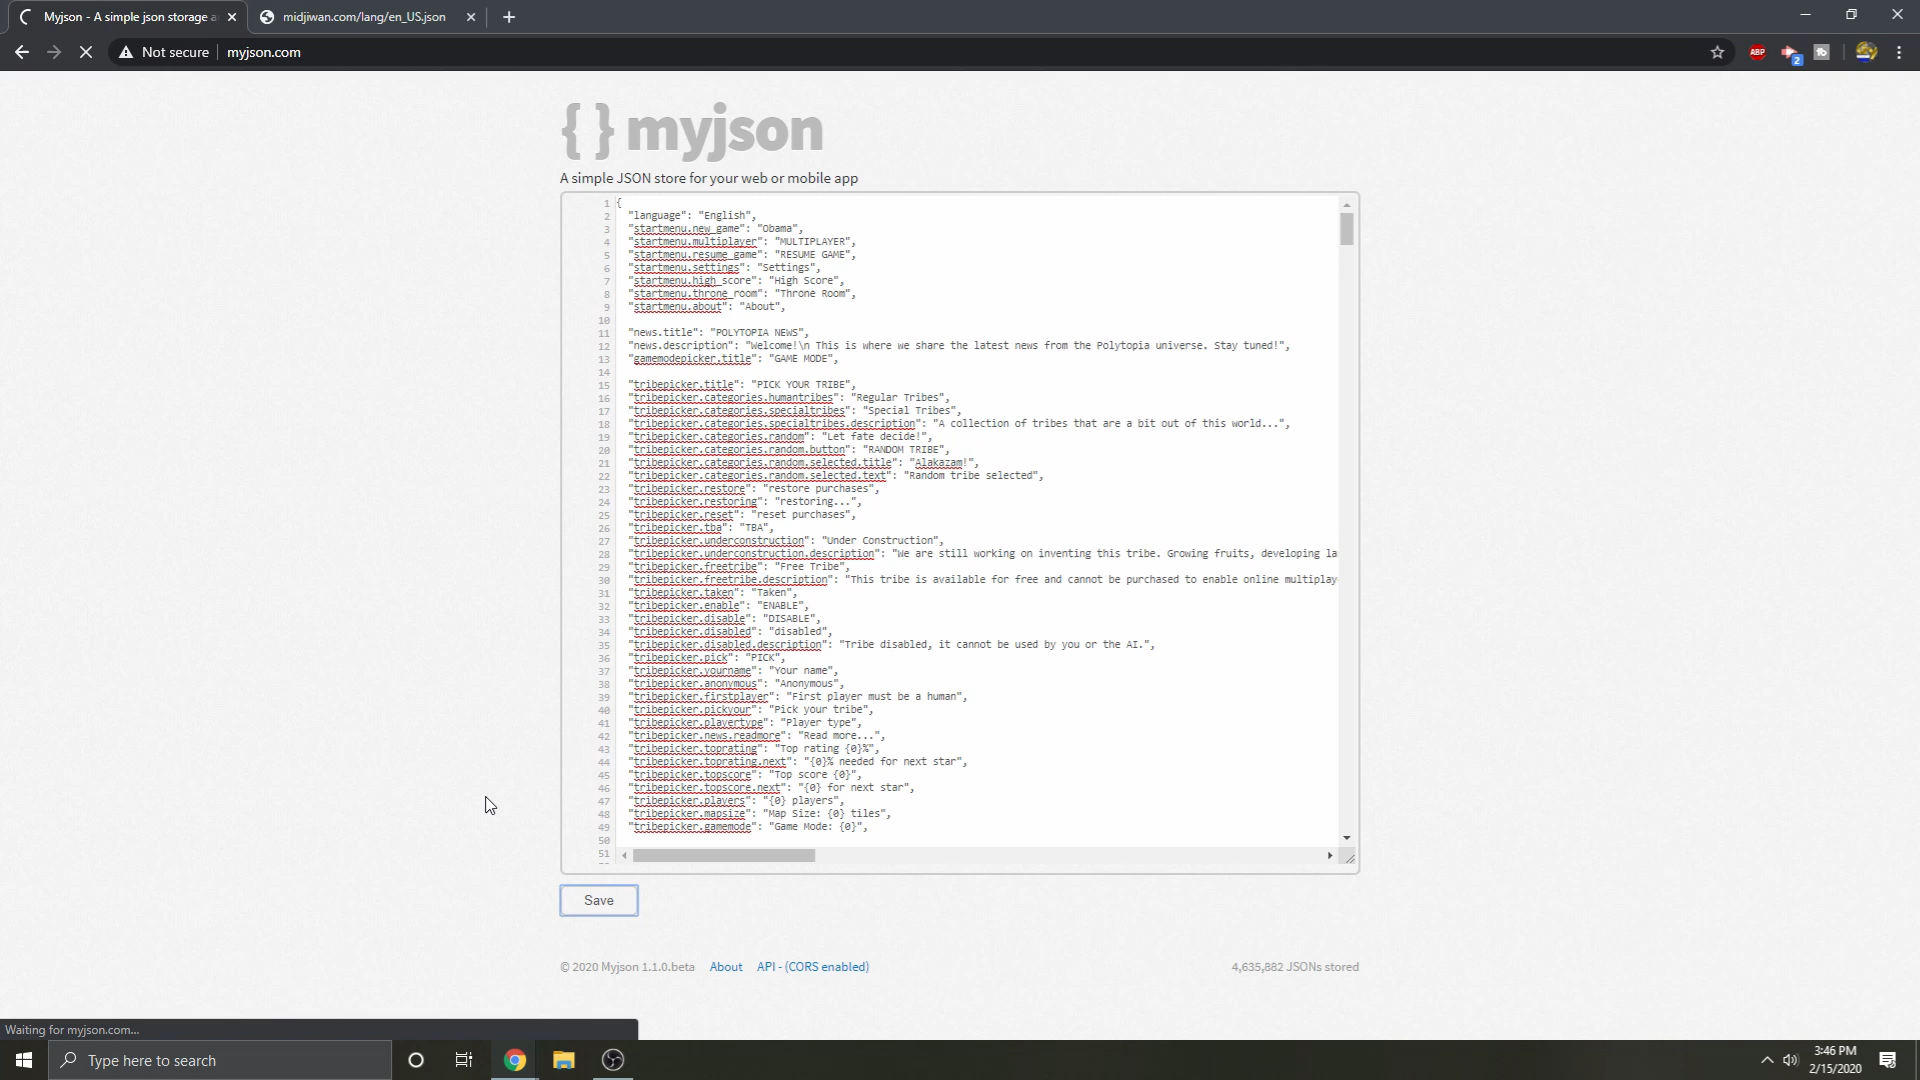 Myjson - A simple json storage a
midjiwan.com/lang/en_US.json
Not secure
myjson.com
ABP
2
{ } myjson
A simple JSON store for your web or mobile app
1 {
2 "language": "English",
3 "startmenu.new_game": "Obama",
4 "startmenu.multiplayer": "MULTIPLAYER",
5 "startmenu.resume_game": "RESUME GAME",
6 "startmenu.settings": "Settings",
7 "startmenu.high_score": "High Score",
8 "startmenu.throne_room": "Throne Room",
9 "startmenu.about": "About",
10
11 "news.title": "POLYTOPIA NEWS",
12 "news.description": "Welcome!\n This is where we share the latest news from the Polytopia universe. Stay tuned!",
13 "gamemodepicker.title": "GAME MODE",
14
15 "tribepicker.title": "PICK YOUR TRIBE",
16 "tribepicker.categories.humantribes": "Regular Tribes",
17 "tribepicker.categories.specialtribes": "Special Tribes",
18 "tribepicker.categories.specialtribes.description": "A collection of tribes that are a bit out of this world...",
19 "tribepicker.categories.random": "Let fate decide!",
20 "tribepicker.categories.random.button": "RANDOM TRIBE",
21 "tribepicker.categories.random.selected.title": "Alakazam!",
22 "tribepicker.categories.random.selected.text": "Random tribe selected",
23 "tribepicker.restore": "restore purchases",
24 "tribepicker.restoring": "restoring...",
25 "tribepicker.reset": "reset purchases",
26 "tribepicker.tba": "TBA",
27 "tribepicker.underconstruction": "Under Construction",
28 "tribepicker.underconstruction.description": "We are still working on inventing this tribe. Growing fruits, developing la
29 "tribepicker.freetribe": "Free Tribe",
30 "tribepicker.freetribe.description": "This tribe is available for free and cannot be purchased to enable online multiplay
31 "tribepicker.taken": "Taken",
32 "tribepicker.enable": "ENABLE",
33 "tribepicker.disable": "DISABLE",
34 "tribepicker.disabled": "disabled",
35 "tribepicker.disabled.description": "Tribe disabled, it cannot be used by you or the AI.",
36 "tribepicker.pick": "PICK",
37 "tribepicker.yourname": "Your name",
38 "tribepicker.anonymous": "Anonymous",
39 "tribepicker.firstplayer": "First player must be a human",
40 "tribepicker.pickyour": "Pick your tribe",
41 "tribepicker.playertype": "Player type",
42 "tribepicker.news.readmore": "Read more...",
43 "tribepicker.toprating": "Top rating {0}%",
44 "tribepicker.toprating.next": "{0}% needed for next star",
45 "tribepicker.topscore": "Top score {0}",
46 "tribepicker.topscore.next": "{0} for next star",
47 "tribepicker.players": "{0} players",
48 "tribepicker.mapsize": "Map Size: {0} tiles",
49 "tribepicker.gamemode": "Game Mode: {0}",
50
51
Save
© 2020 Myjson 1.1.0.beta About API - (CORS enabled) 4,635,882 JSONs stored
Waiting for myjson.com...
Type here to search
3:46 PM
2/15/2020